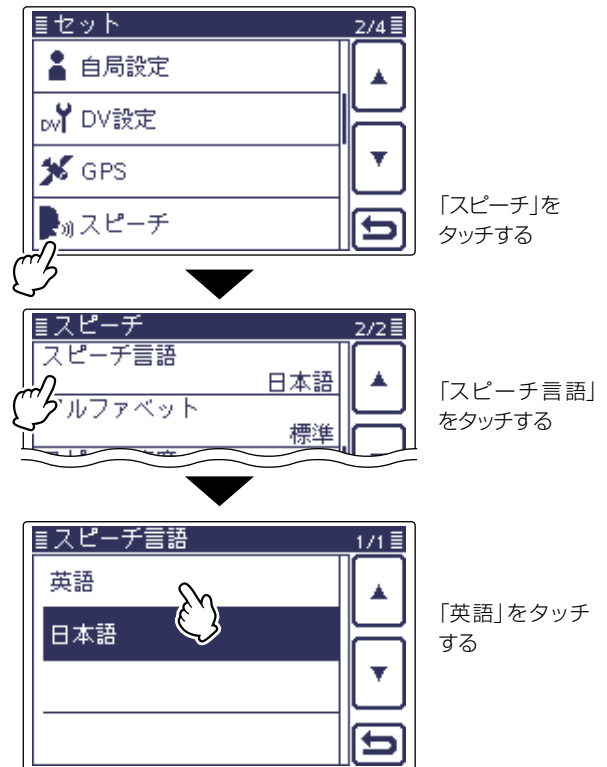 セット 2/4
自局設定
DV DV設定
GPS
スピーチ
「スピーチ」を
タッチする
スピーチ 2/2
スピーチ言語
日本語
ルファベット
標準
「スピーチ言語」
をタッチする
スピーチ言語 1/1
英語
日本語
「英語」をタッチ
する